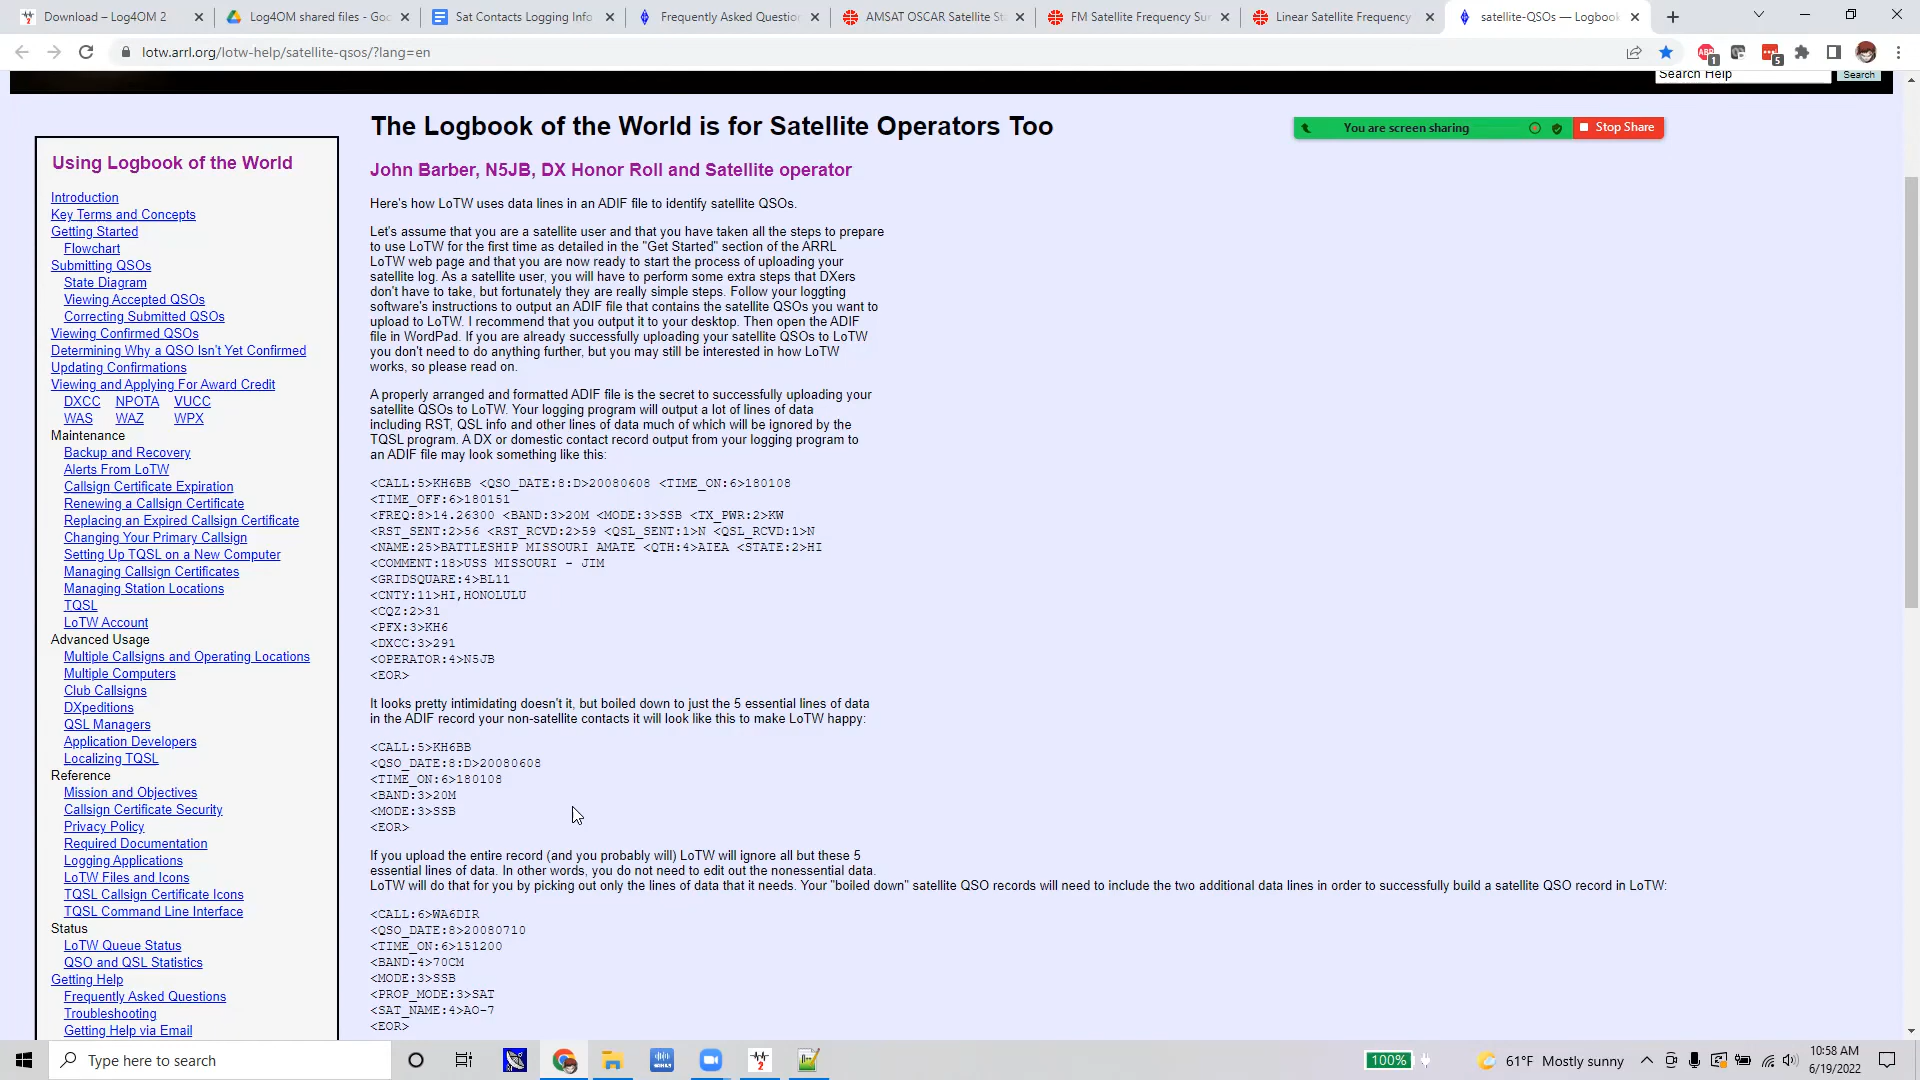 Download – Log4OM 2
Log4OM shared files - Goo
Sat Contacts Logging Info
Frequently Asked Question
AMSAT OSCAR Satellite St
FM Satellite Frequency Su
Linear Satellite Frequency
satellite-QSOs — Logbook
lotw.arrl.org/lotw-help/satellite-qsos/?lang=en
ABP
1
5
Search Help
Search
You are screen sharing
Stop Share
Using Logbook of the World
Introduction
Key Terms and Concepts
Getting Started
Flowchart
Submitting QSOs
State Diagram
Viewing Accepted QSOs
Correcting Submitted QSOs
Viewing Confirmed QSOs
Determining Why a QSO Isn't Yet Confirmed
Updating Confirmations
Viewing and Applying For Award Credit
DXCC NPOTA VUCC
WAS WAZ WPX
Maintenance
Backup and Recovery
Alerts From LoTW
Callsign Certificate Expiration
Renewing a Callsign Certificate
Replacing an Expired Callsign Certificate
Changing Your Primary Callsign
Setting Up TQSL on a New Computer
Managing Callsign Certificates
Managing Station Locations
TQSL
LoTW Account
Advanced Usage
Multiple Callsigns and Operating Locations
Multiple Computers
Club Callsigns
DXpeditions
QSL Managers
Application Developers
Localizing TQSL
Reference
Mission and Objectives
Callsign Certificate Security
Privacy Policy
Required Documentation
Logging Applications
LoTW Files and Icons
TQSL Callsign Certificate Icons
TQSL Command Line Interface
Status
LoTW Queue Status
QSO and QSL Statistics
Getting Help
Frequently Asked Questions
Troubleshooting
Getting Help via Email
The Logbook of the World is for Satellite Operators Too
John Barber, N5JB, DX Honor Roll and Satellite operator
Here's how LoTW uses data lines in an ADIF file to identify satellite QSOs.
Let's assume that you are a satellite user and that you have taken all the steps to prepare
to use LoTW for the first time as detailed in the "Get Started" section of the ARRL
LoTW web page and that you are now ready to start the process of uploading your
satellite log. As a satellite user, you will have to perform some extra steps that DXers
don't have to take, but fortunately they are really simple steps. Follow your loggting
software's instructions to output an ADIF file that contains the satellite QSOs you want to
upload to LoTW. I recommend that you output it to your desktop. Then open the ADIF
file in WordPad. If you are already successfully uploading your satellite QSOs to LoTW
you don't need to do anything further, but you may still be interested in how LoTW
works, so please read on.
A properly arranged and formatted ADIF file is the secret to successfully uploading your
satellite QSOs to LoTW. Your logging program will output a lot of lines of data
including RST, QSL info and other lines of data much of which will be ignored by the
TQSL program. A DX or domestic contact record output from your logging program to
an ADIF file may look something like this:
<CALL:5>KH6BB <QSO_DATE:8:D>20080608 <TIME_ON:6>180108
<TIME_OFF:6>180151
<FREQ:8>14.26300 <BAND:3>20M <MODE:3>SSB <TX_PWR:2>KW
<RST_SENT:2>56 <RST_RCVD:2>59 <QSL_SENT:1>N <QSL_RCVD:1>N
<NAME:25>BATTLESHIP MISSOURI AMATE <QTH:4>AIEA <STATE:2>HI
<COMMENT:18>USS MISSOURI - JIM
<GRIDSQUARE:4>BL11
<CNTY:11>HI,HONOLULU
<CQZ:2>31
<PFX:3>KH6
<DXCC:3>291
<OPERATOR:4>N5JB
<EOR>
It looks pretty intimidating doesn't it, but boiled down to just the 5 essential lines of data
in the ADIF record your non-satellite contacts it will look like this to make LoTW happy:
<CALL:5>KH6BB
<QSO_DATE:8:D>20080608
<TIME_ON:6>180108
<BAND:3>20M
<MODE:3>SSB
<EOR>
If you upload the entire record (and you probably will) LoTW will ignore all but these 5
essential lines of data. In other words, you do not need to edit out the nonessential data.
LoTW will do that for you by picking out only the lines of data that it needs. Your "boiled down" satellite QSO records will need to include the two additional data lines in order to successfully build a satellite QSO record in LoTW:
<CALL:6>WA6DIR
<QSO_DATE:8>20080710
<TIME_ON:6>151200
<BAND:4>70CM
<MODE:3>SSB
<PROP_MODE:3>SAT
<SAT_NAME:4>AO-7
<EOR>
Type here to search
2
100%
61°F Mostly sunny
10:58 AM
6/19/2022